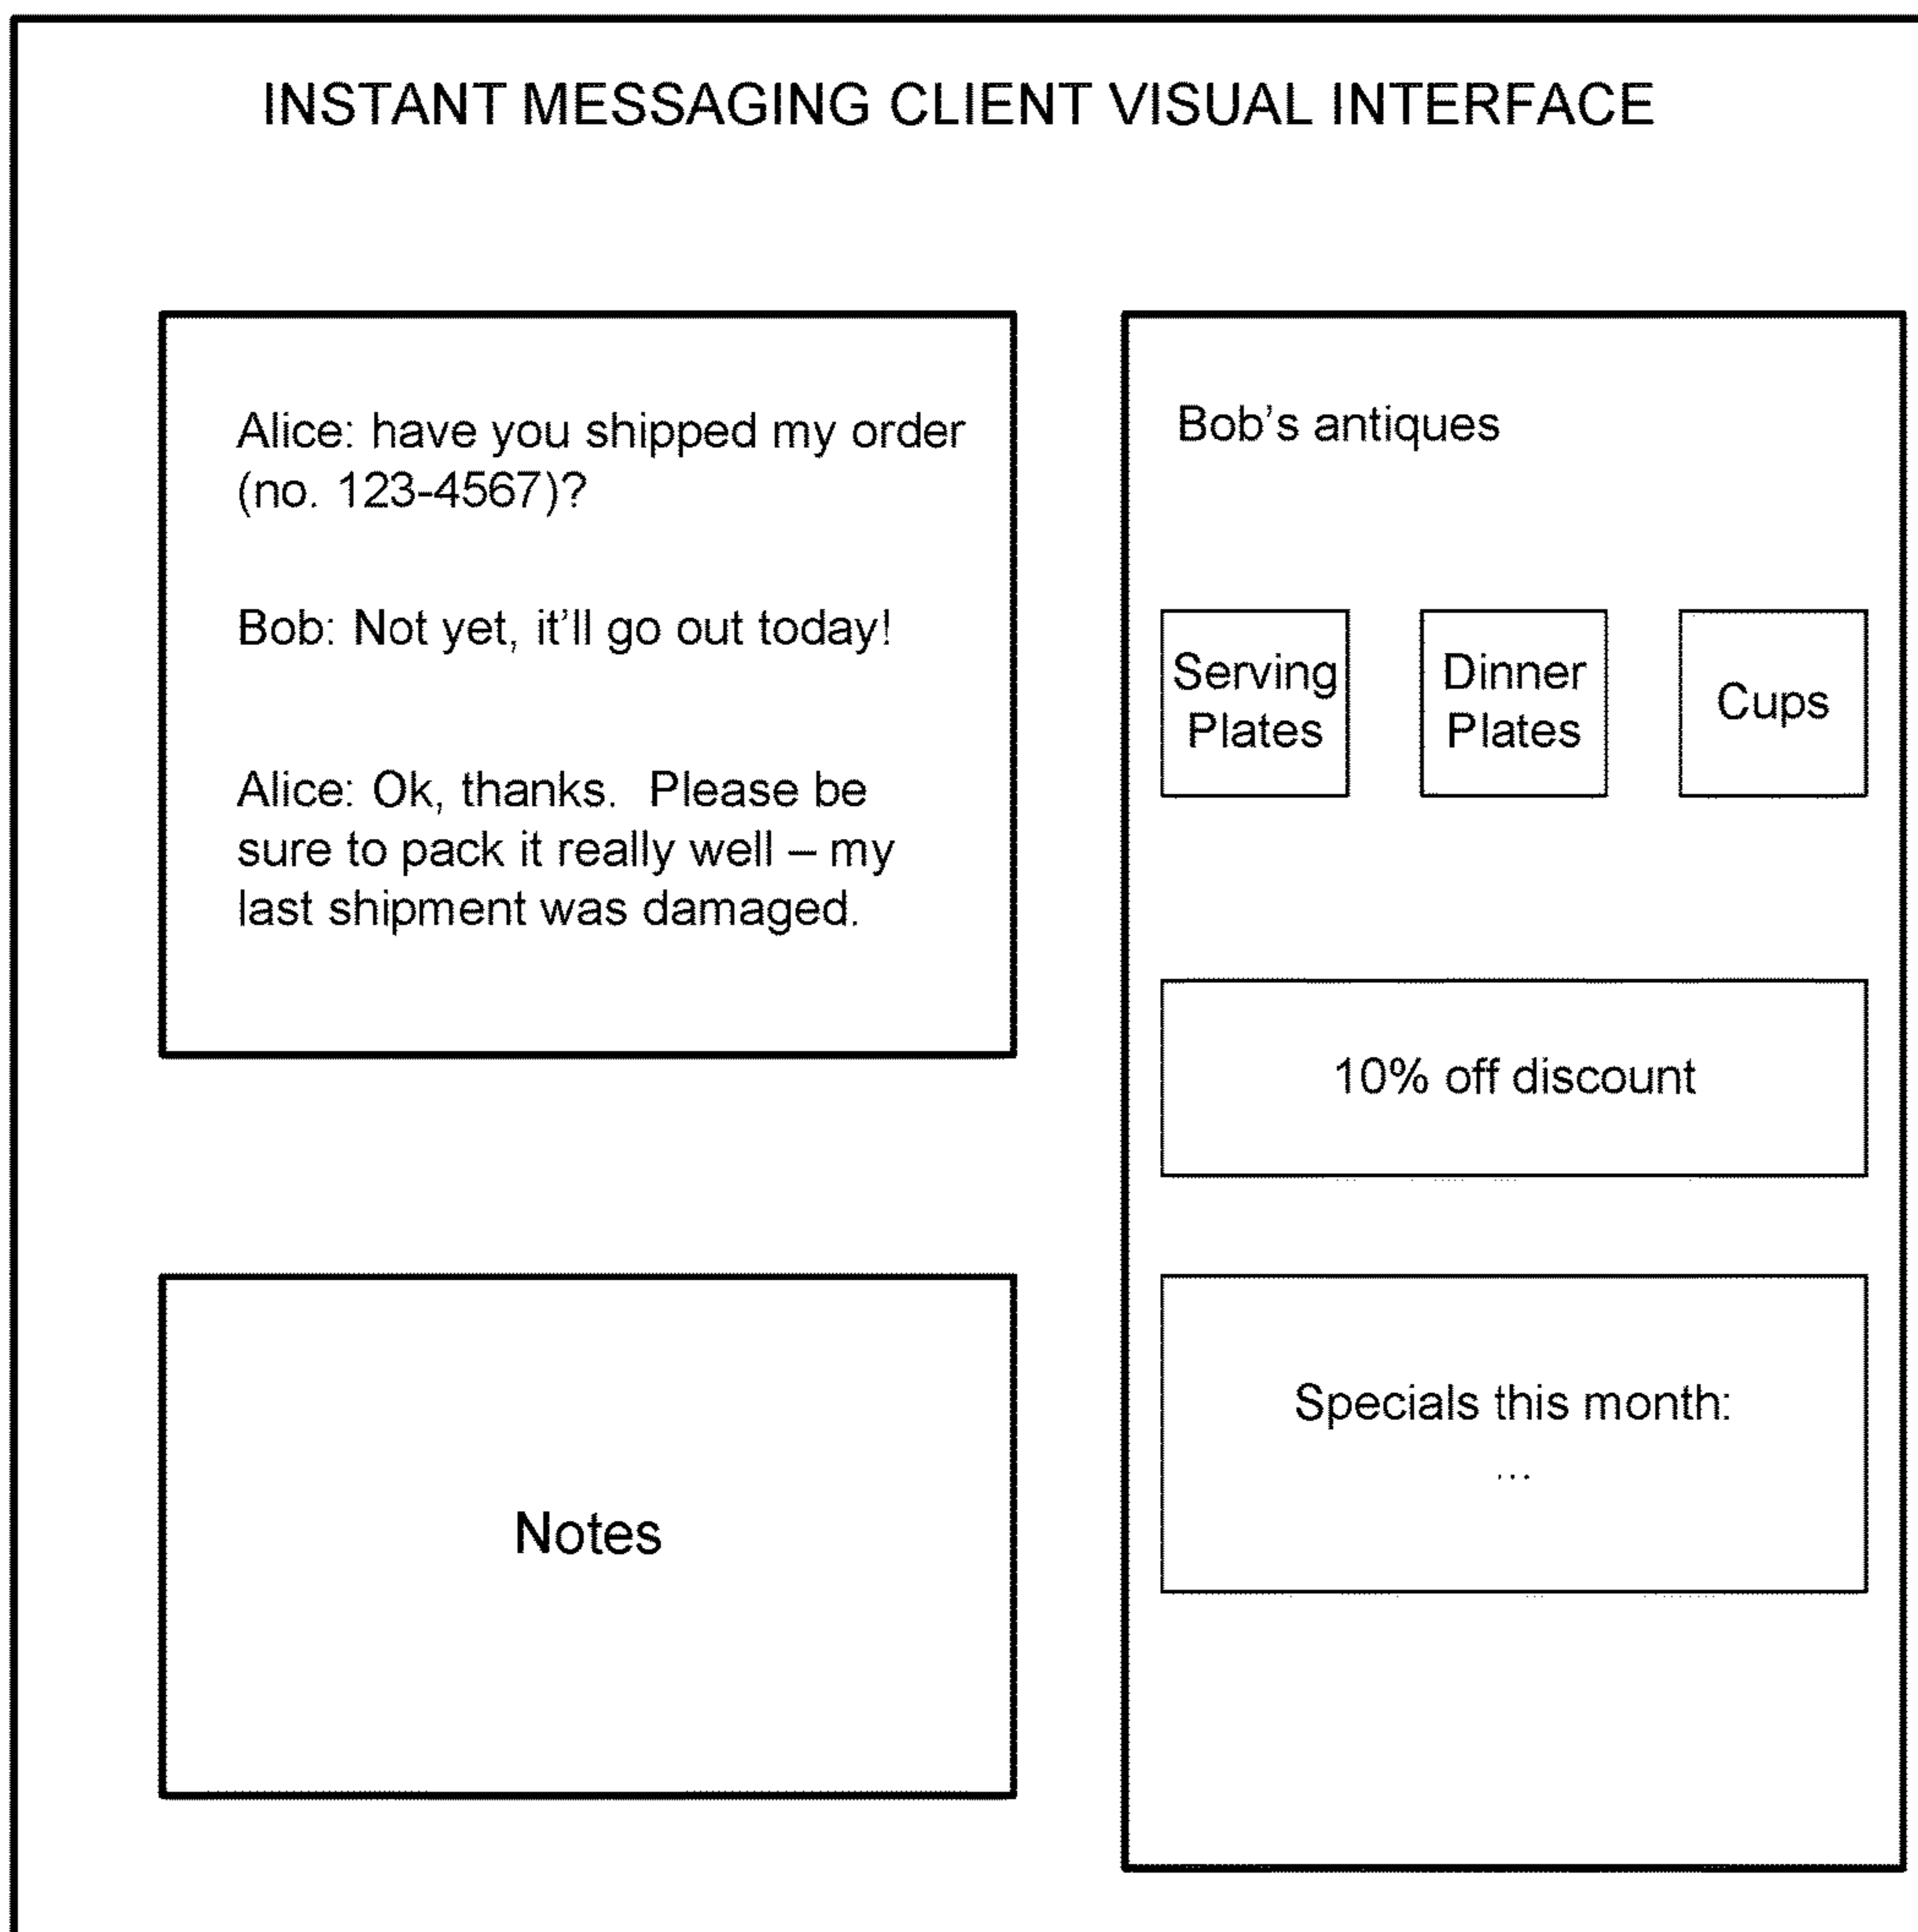 INSTANT MESSAGING CLIENT VISUAL INTERFACE
Alice: have you shipped my order
(no. 123-4567)?
Bob: Not yet, it'll go out today!
Alice: Ok, thanks.  Please be
sure to pack it really well – my
last shipment was damaged.
Notes
Bob's antiques
Serving
Plates
Dinner
Plates
Cups
10% off discount
Specials this month:
...